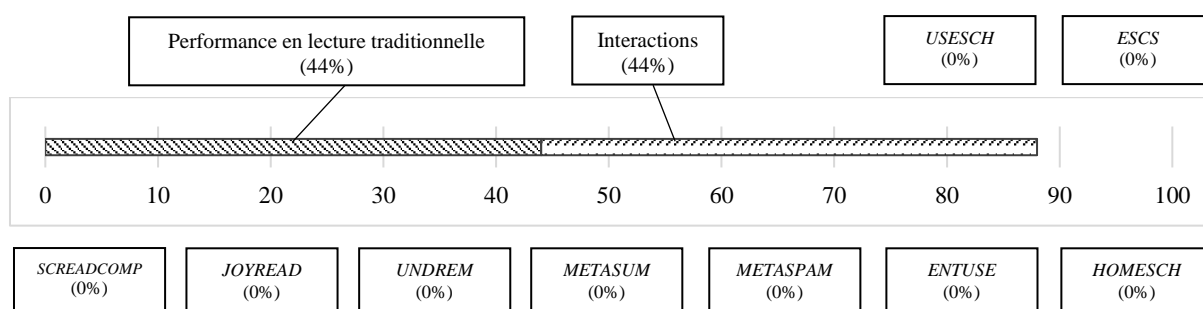 Performance en lecture traditionnelle
(44%)
Interactions
(44%)
USESCH
(0%)
ESCS
(0%)
0 10 20 30 40 50 60 70 80 90 100
SCREADCOMP
(0%)
JOYREAD
(0%)
UNDREM
(0%)
METASUM
(0%)
METASPAM
(0%)
ENTUSE
(0%)
HOMESCH
(0%)